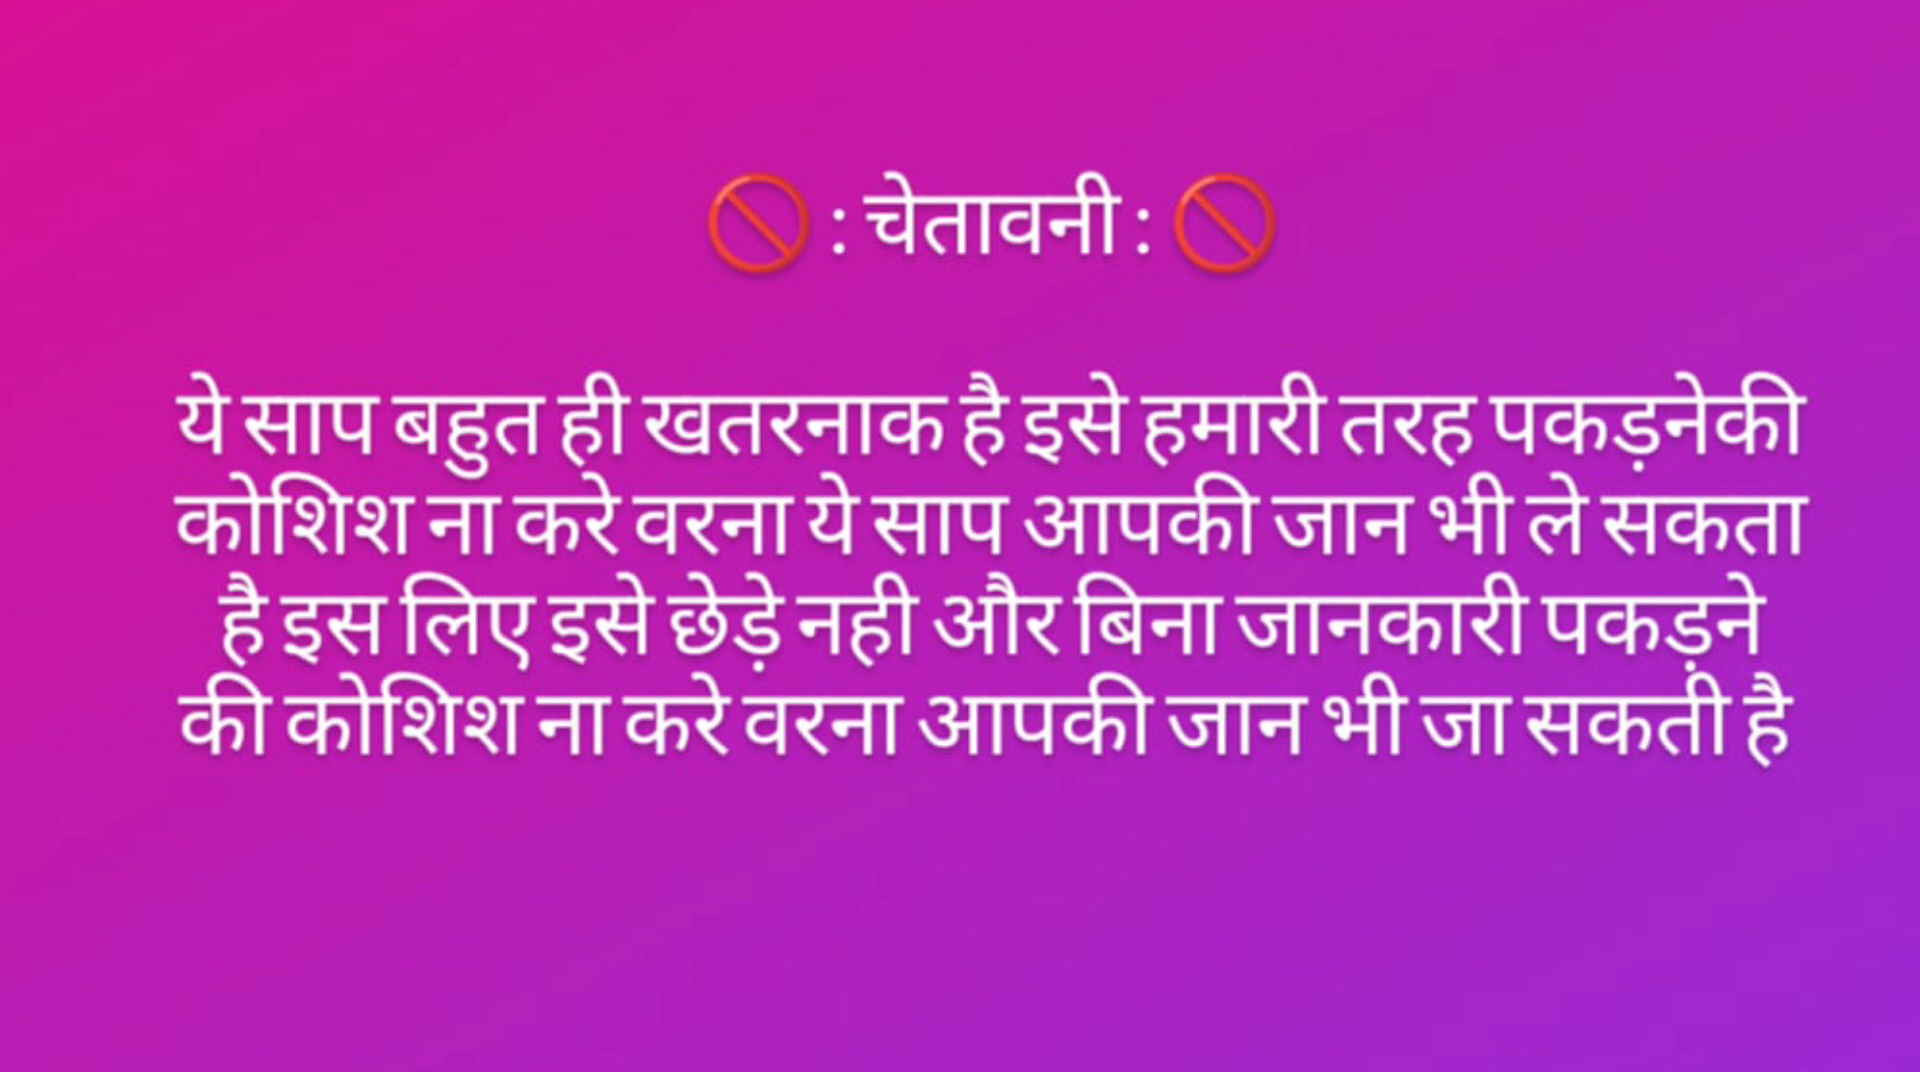 🚫 : चेतावनी : 🚫
ये साप बहुत ही खतरनाक है इसे हमारी तरह पकड़नेकी
कोशिश ना करे वरना ये साप आपकी जान भी ले सकता
है इस लिए इसे छेड़े नही और बिना जानकारी पकड़ने
की कोशिश ना करे वरना आपकी जान भी जा सकती है